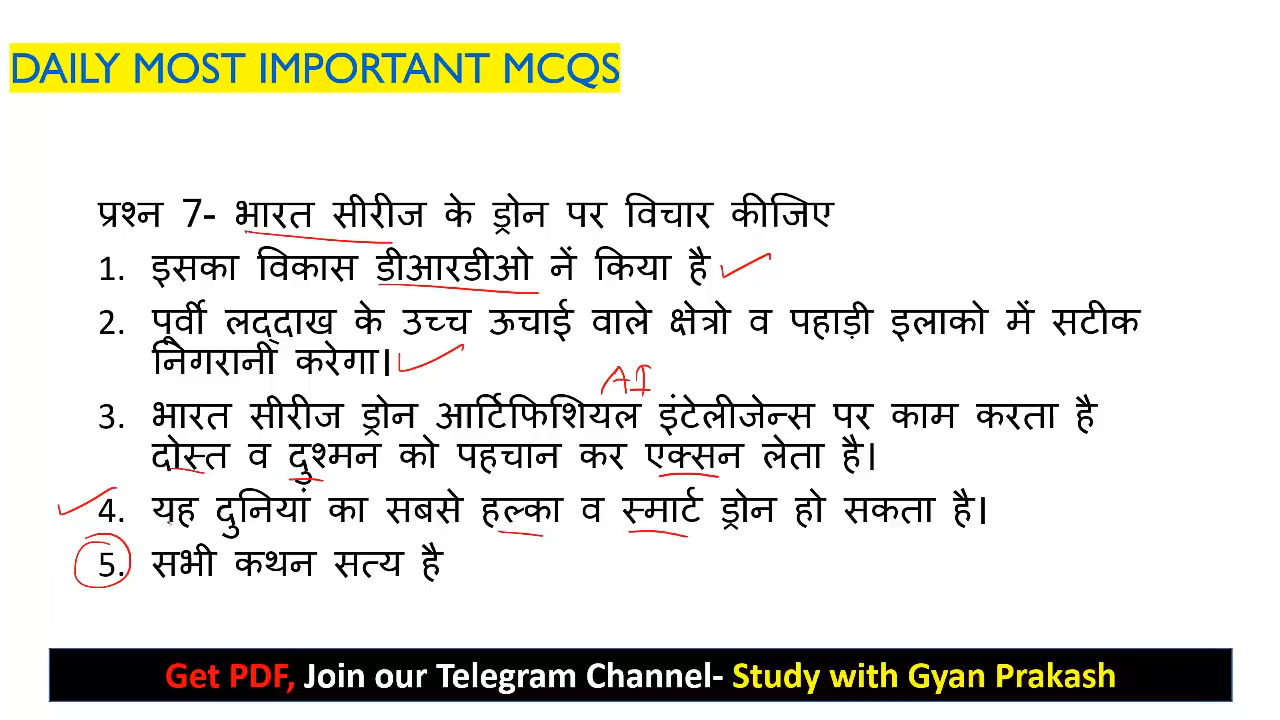 DAILY MOST IMPORTANT MCQS
प्रश्न 7- भारत सीरीज के ड्रोन पर विचार कीजिए
1. इसका विकास डीआरडीओ नें किया है
2. पूर्वी लद्दाख के उच्च ऊचाई वाले क्षेत्रो व पहाड़ी इलाको में सटीक
निगरानी करेगा।
AI
3. भारत सीरीज ड्रोन आर्टिफिशियल इंटेलीजेन्स पर काम करता है
दोस्त व दुश्मन को पहचान कर एक्सन लेता है।
4. यह दुनियां का सबसे हल्का व स्मार्ट ड्रोन हो सकता है।
5. सभी कथन सत्य है
Get PDF, Join our Telegram Channel- Study with Gyan Prakash